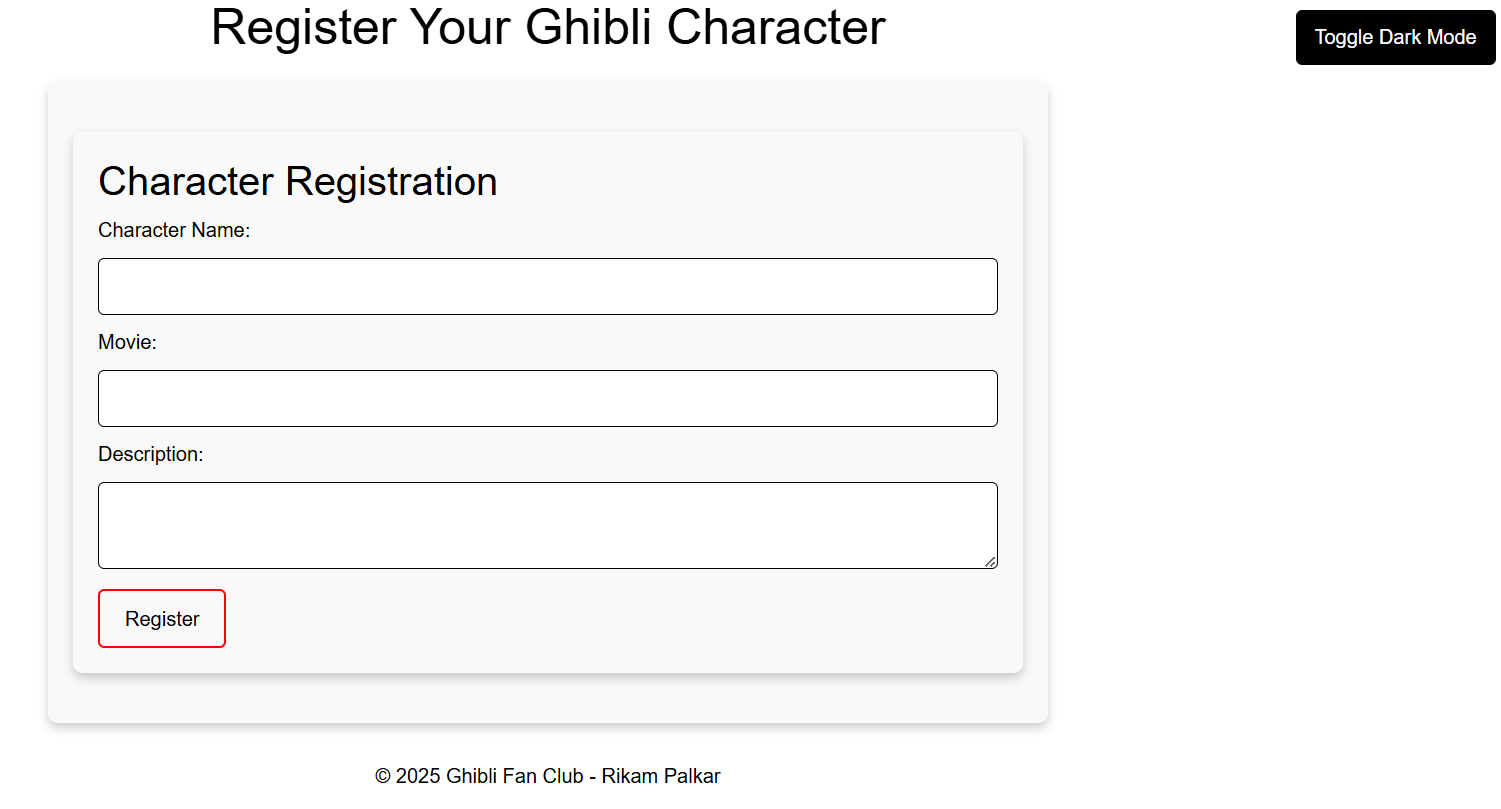 Register Your Ghibli Character
Toggle Dark Mode
Character Registration
Character Name:
Movie:
Description:
Register
© 2025 Ghibli Fan Club - Rikam Palkar